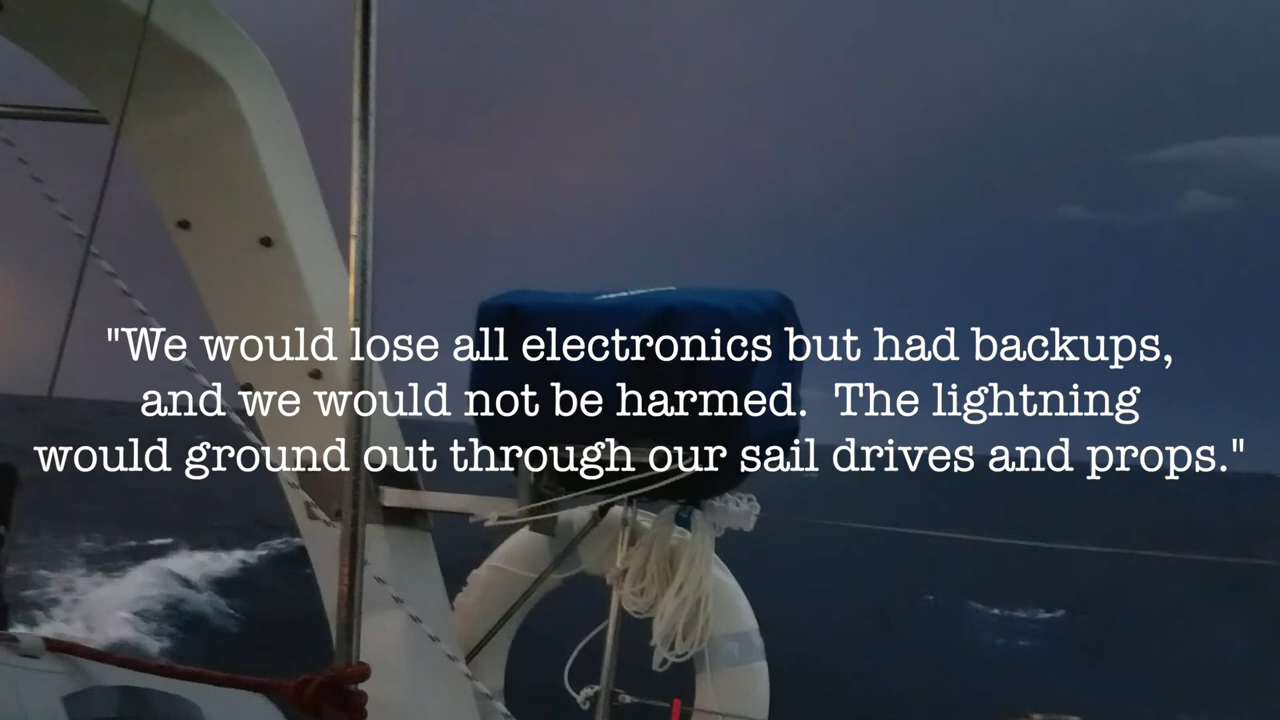 "We would lose all electronics but had backups,
and we would not be harmed.  The lightning
would ground out through our sail drives and props."